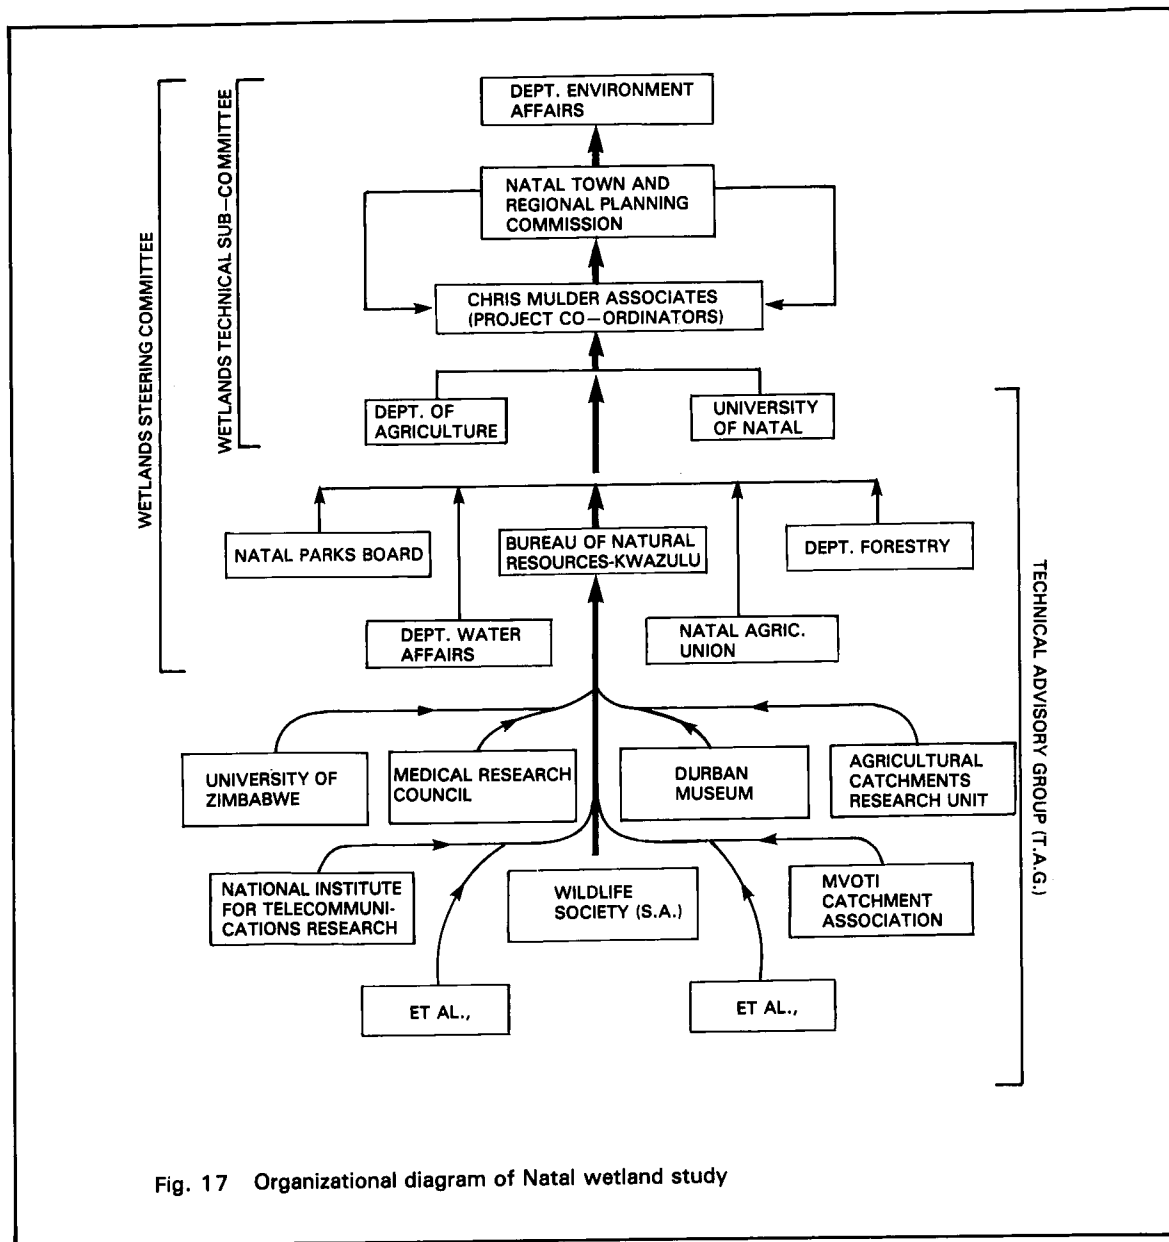 WETLANDS STEERING COMMITTEE
WETLANDS TECHNICAL SUB–COMMITTEE
DEPT. ENVIRONMENT
AFFAIRS
NATAL TOWN AND
REGIONAL PLANNING
COMMISSION
CHRIS MULDER ASSOCIATES
(PROJECT CO–ORDINATORS)
DEPT. OF
AGRICULTURE
UNIVERSITY
OF NATAL
NATAL PARKS BOARD
BUREAU OF NATURAL
RESOURCES-KWAZULU
DEPT. FORESTRY
DEPT. WATER
AFFAIRS
NATAL AGRIC.
UNION
TECHNICAL ADVISORY GROUP (T.A.G.)
UNIVERSITY OF
ZIMBABWE
MEDICAL RESEARCH
COUNCIL
DURBAN
MUSEUM
AGRICULTURAL
CATCHMENTS
RESEARCH UNIT
NATIONAL INSTITUTE
FOR TELECOMMUNI-
CATIONS RESEARCH
WILDLIFE
SOCIETY (S.A.)
MVOTI
CATCHMENT
ASSOCIATION
ET AL.,
ET AL.,
Fig. 17 Organizational diagram of Natal wetland study